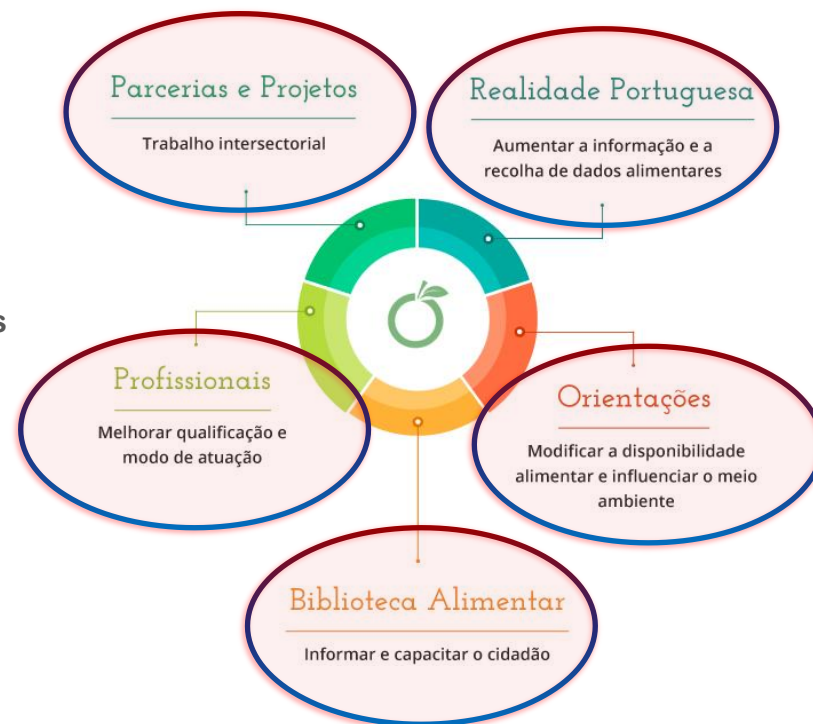 Parcerias e Projetos
Trabalho intersectorial
Realidade Portuguesa
Aumentar a informação e a
recolha de dados alimentares
s
Profissionais
Melhorar qualificação e
modo de atuação
Orientações
Modificar a disponibilidade
alimentar e influenciar o meio
ambiente
Biblioteca Alimentar
Informar e capacitar o cidadão